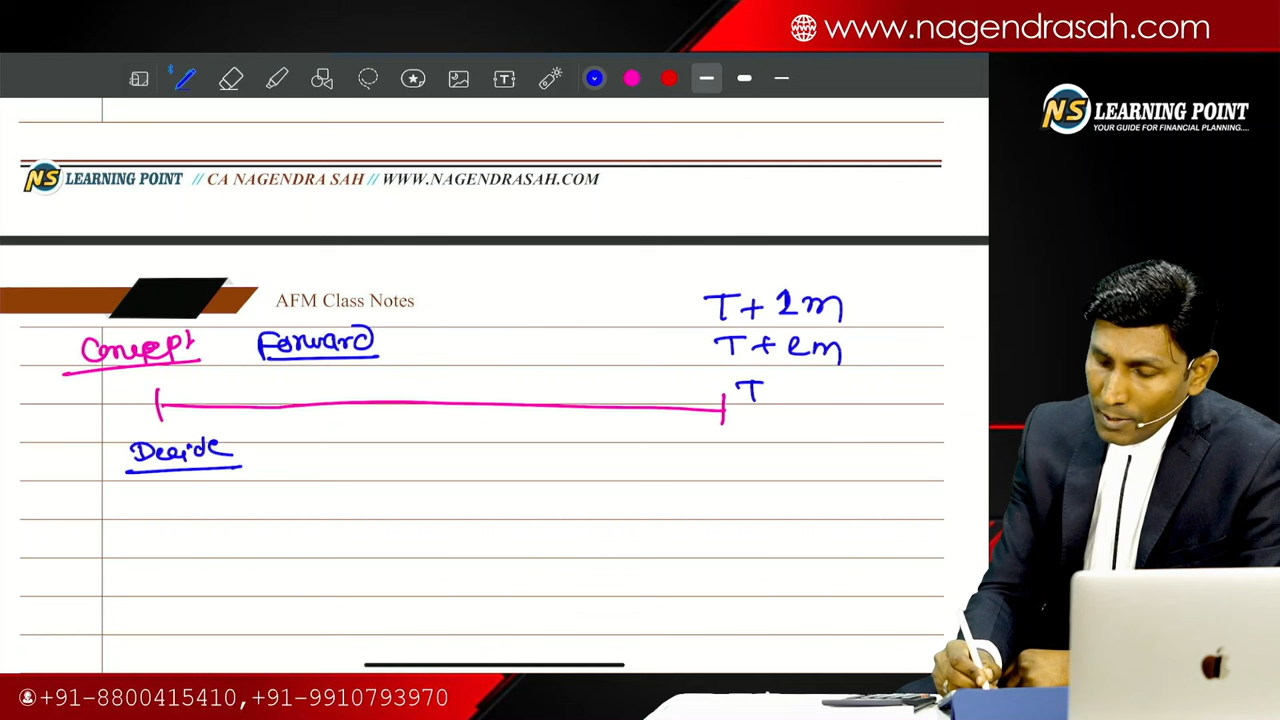 www.nagendrasah.com
NS LEARNING POINT
YOUR GUIDE FOR FINANCIAL PLANNING....
NS LEARNING POINT // CA NAGENDRA SAH // WWW.NAGENDRASAH.COM
AFM Class Notes
Concept Forward
T + 1m
T + 2m
T
Decide
+91-8800415410,+91-9910793970